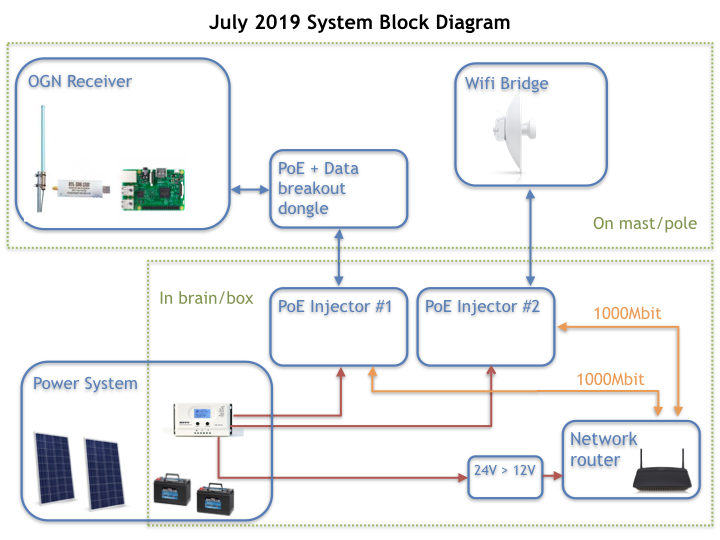 July 2019 System Block Diagram
OGN Receiver
Wifi Bridge
PoE + Data
breakout
dongle
On mast/pole
In brain/box
PoE Injector #1
PoE Injector #2
1000Mbit
1000Mbit
Power System
Network
router
24V > 12V